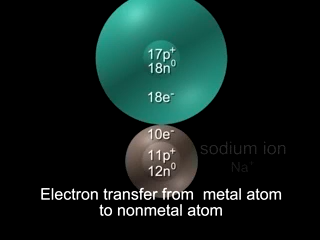 17p⁺
18n⁰
18e⁻
10e⁻
11p⁺
12n⁰
sodium ion
Na⁺
Electron transfer from metal atom
to nonmetal atom